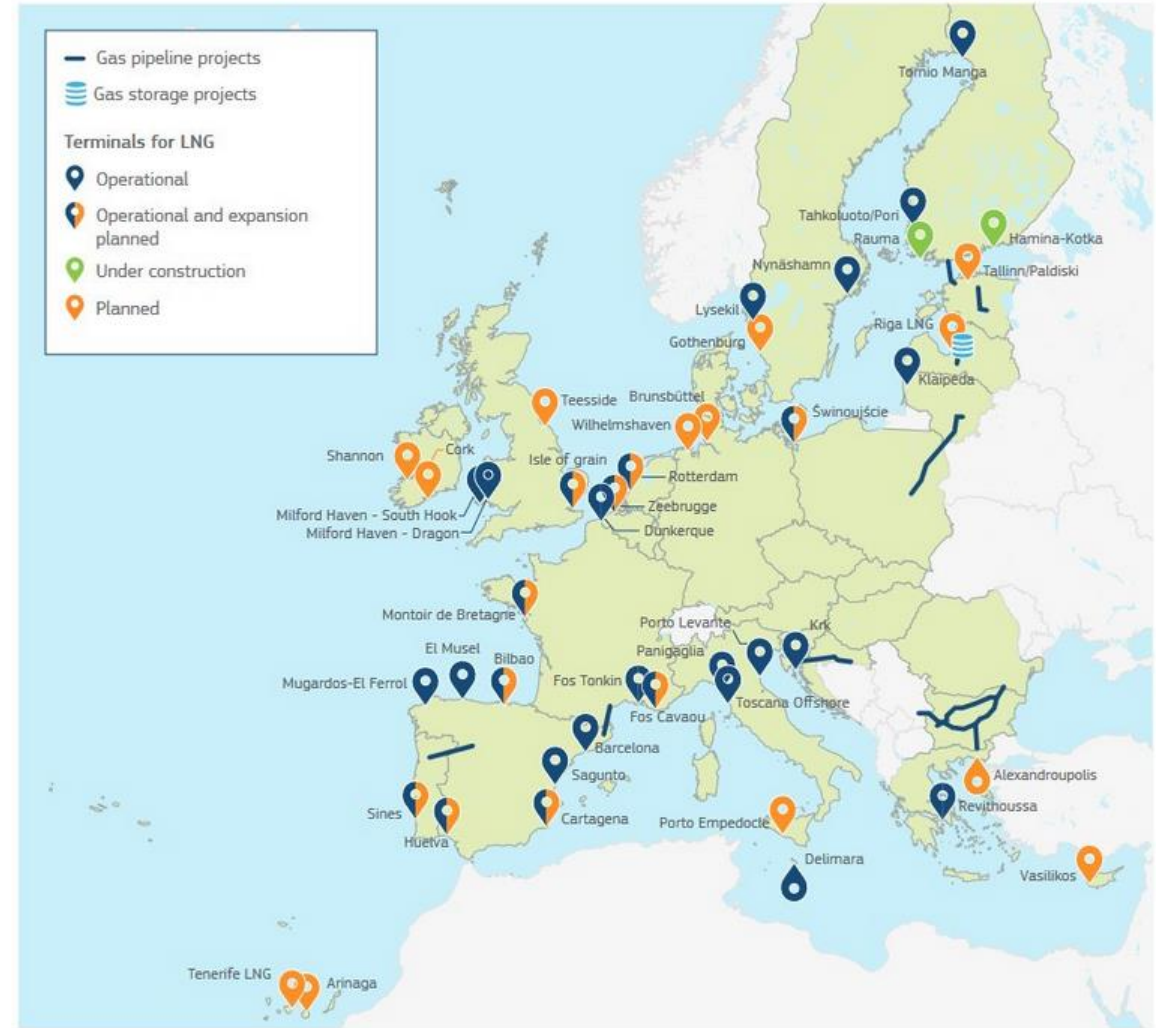 Gas pipeline projects
Gas storage projects
Terminals for LNG
Operational
Operational and expansion
planned
Under construction
Planned
Tornio Manga
Tahkoluoto/Pori
Rauma
Hamina-Kotka
Nynäshamn
Tallinn/Paldiski
Lysekil
Riga LNG
Gothenburg
Klaipeda
Teesside
Brunsbüttel
Świnoujście
Wilhelmshaven
Shannon
Cork
Isle of grain
Rotterdam
Zeebrugge
Milford Haven - South Hook
Milford Haven - Dragon
Dunkerque
Montoir de Bretagne
Porto Levante
Krk
El Musel
Bilbao
Panigaglia
Mugardos-El Ferrol
Fos Tonkin
Toscana Offshore
Fos Cavaou
Barcelona
Sagunto
Alexandroupolis
Revithoussa
Sines
Cartagena
Porto Empedocle
Huelva
Delimara
Vasilikos
Tenerife LNG
Arinaga